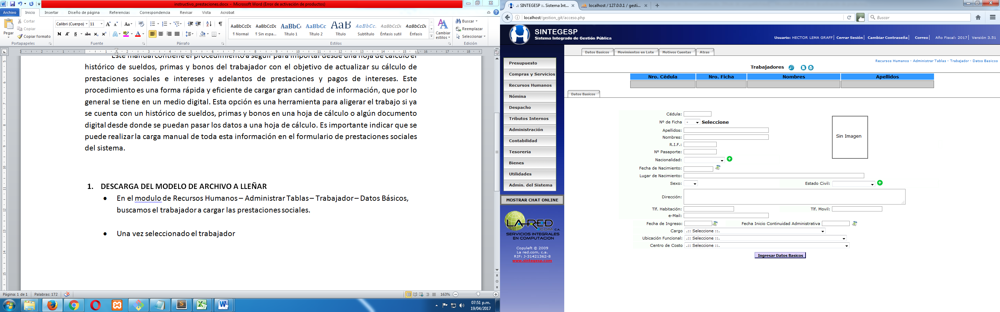 instructivo_prestaciones.docx - Microsoft Word (Error de activación de productos)
Archivo Inicio Insertar Diseño de página Referencias Correspondencia Revisar Vista Acrobat
Pegar
Cortar
Copiar
Copiar formato
Portapapeles
Calibri (Cuerpo) 11
N K S abc x₂ x²
Fuente
Párrafo
AaBbCcDc AaBbCcDc AaBbC AaBbCc AaB AaBbCc. AaBbCcDc AaBbCcDc
¶ Normal ¶ Sin espa... Título 1 Título 2 Título Subtítulo Énfasis sutil Énfasis
Cambiar estilos
Estilos
Buscar
Reemplazar
Seleccionar
Edición
Este manual contiene el procedimiento a seguir para importar desde una hoja de cálculo el
histórico de sueldos, primas y bonos del trabajador con el objetivo de actualizar su cálculo de
prestaciones sociales e intereses y adelantos de prestaciones y pagos de intereses. Este
procedimiento es una forma rápida y eficiente de cargar gran cantidad de información, que por lo
general se tiene en un medio digital. Esta opción es una herramienta para aligerar el trabajo si ya
se cuenta con un histórico de sueldos, primas y bonos en una hoja de cálculo o algún documento
digital desde donde se puedan pasar los datos a una hoja de cálculo. Es importante indicar que se
puede realizar la carga manual de toda esta información en el formulario de prestaciones sociales
del sistema.
1. DESCARGA DEL MODELO DE ARCHIVO A LLEÑAR
• En el modulo de Recursos Humanos – Administrar Tablas – Trabajador – Datos Básicos,
buscamos el trabajador a cargar las prestaciones sociales.
• Una vez seleccionado el trabajador
Página: 1 de 1 Palabras: 172 163%
07:51 p.m.
19/04/2017
.:: SINTEGESP ::. Sistema Int... localhost / 127.0.0.1 / gesti...
localhost/gestion_git/acceso.php
Buscar
SINTEGESP
Sistema Integrado de Gestión Pública
Usuario: HECTOR LEMA GRAFF| Cerrar Sesión| Cambiar Contraseña| Correo| Año Fiscal: 2017| Versión 3.51
Datos Basicos Movimientos en Lote Motivos Cuentas Atras
Recursos Humanos - Administrar Tablas - Trabajador - Datos Basicos
Presupuesto
Compras y Servicios
Recursos Humanos
Nómina
Despacho
Tributos Internos
Administración
Contabilidad
Tesoreria
Bienes
Utilidades
Admin. del Sistema
MOSTRAR CHAT ONLINE
LA RED
.COM C.A.
SERVICIOS INTEGRALES
EN COMPUTACION
Copyleft © 2009
La red.com, c.a.
RIF: J-31421362-8
www.sintegesp.com
Trabajadores
Nro. Cédula Nro. Ficha Nombres Apellidos
Datos Basicos
Cédula:
Nº de Ficha - Seleccione
Apellidos:
Nombres:
R.I.F.:
Nº Pasaporte:
Nacionalidad:
Fecha de Nacimiento:
Lugar de Nacimiento:
Sexo: Estado Civil:
Dirección:
Tlf. Habitación: Tlf. Movil:
e-Mail:
Fecha de Ingreso: Fecha Inicio Continuidad Administrativa
Cargo .:: Seleccione ::.
Ubicación Funcional: .:: Seleccione ::.
Centro de Costo .:: Seleccione ::.
Sin Imagen
Ingresar Datos Basicos